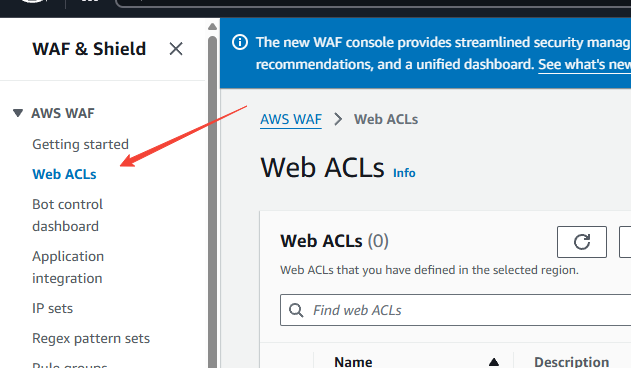 WAF & Shield
AWS WAF
Getting started
Web ACLs
Bot control
dashboard
Application
integration
IP sets
Regex pattern sets
Rule groups
The new WAF console provides streamlined security manag
recommendations, and a unified dashboard. See what's new
AWS WAF > Web ACLs
Web ACLs Info
Web ACLs (0)
Web ACLs that you have defined in the selected region.
Find web ACLs
Name Description